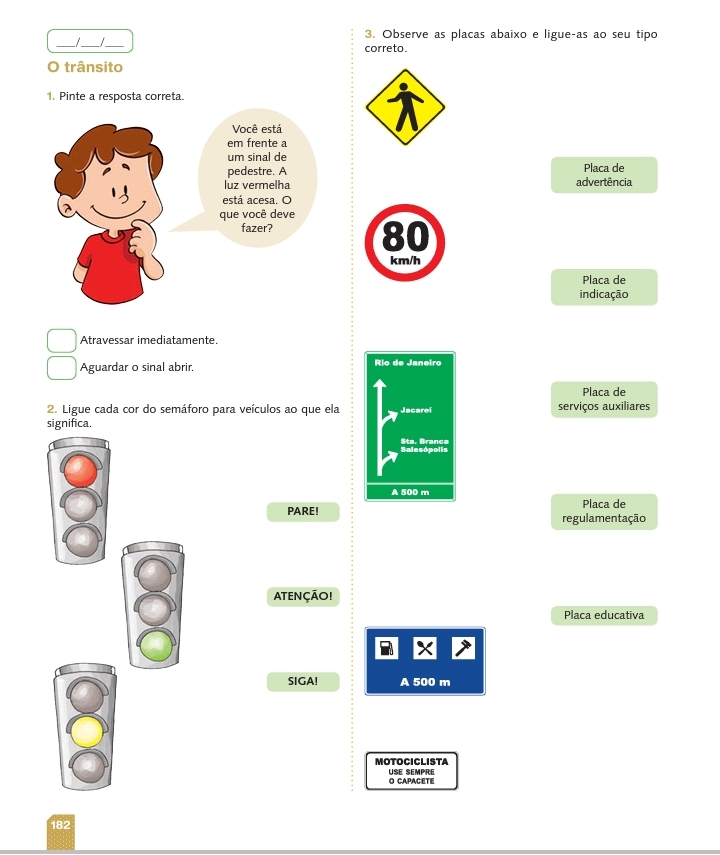 ___/___/___
O trânsito
1. Pinte a resposta correta.
Você está
em frente a
um sinal de
pedestre. A
luz vermelha
está acesa. O
que você deve
fazer?
Atravessar imediatamente.
Aguardar o sinal abrir.
2. Ligue cada cor do semáforo para veículos ao que ela
significa.
PARE!
ATENÇÃO!
SIGA!
182
3. Observe as placas abaixo e ligue-as ao seu tipo
correto.
80
km/h
Rio de Janeiro
Jacareí
Sta. Branca
Salesópolis
A 500 m
A 500 m
MOTOCICLISTA
USE SEMPRE
O CAPACETE
Placa de
advertência
Placa de
indicação
Placa de
serviços auxiliares
Placa de
regulamentação
Placa educativa